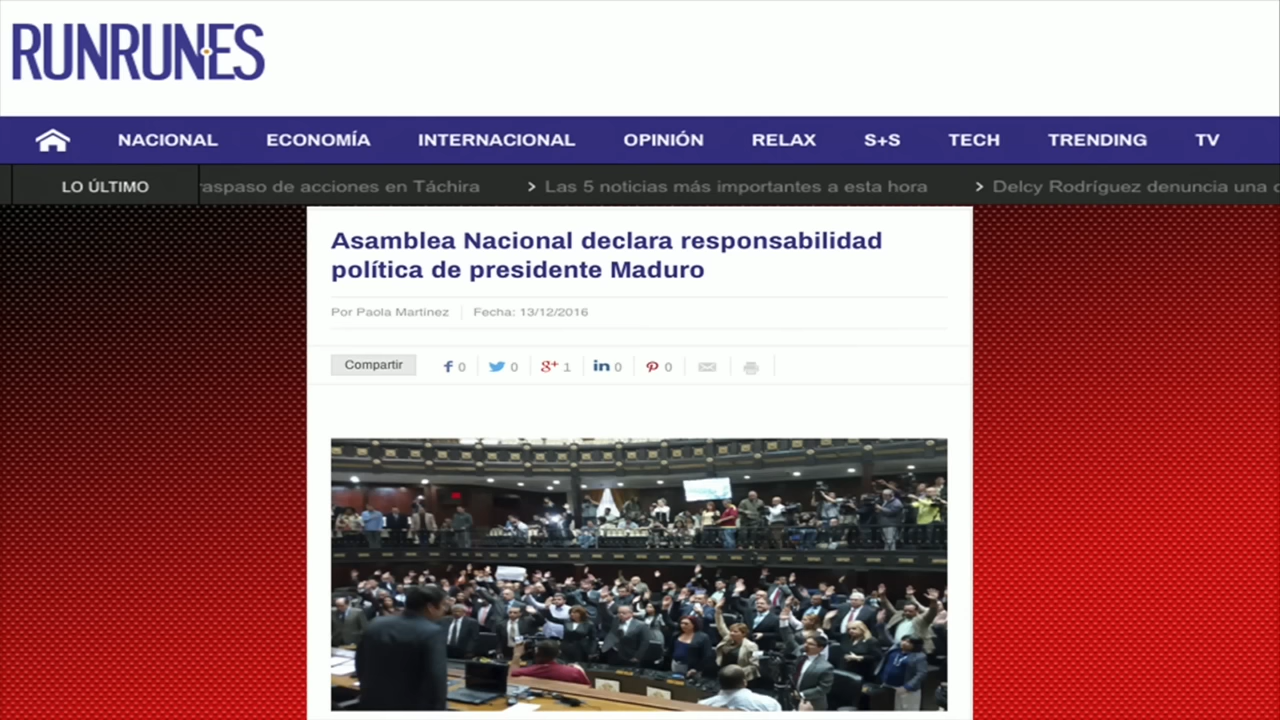 RUNRUNES
NACIONAL ECONOMÍA INTERNACIONAL OPINIÓN RELAX S+S TECH TRENDING TV
LO ÚLTIMO raspaso de acciones en Táchira > Las 5 noticias más importantes a esta hora > Delcy Rodríguez denuncia una
Asamblea Nacional declara responsabilidad
política de presidente Maduro
Por Paola Martínez Fecha: 13/12/2016
Compartir f 0 0 g+ 1 in 0 0